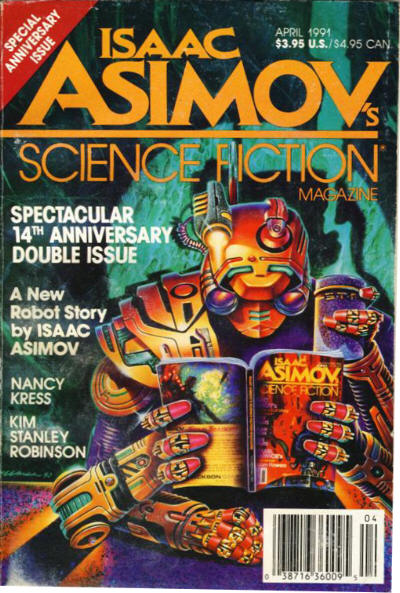 SPECIAL
ANNIVERSARY
ISSUE
APRIL 1991
$3.95 U.S./$4.95 CAN.
ISAAC
ASIMOV's
SCIENCE FICTION®
MAGAZINE
SPECTACULAR
14TH ANNIVERSARY
DOUBLE ISSUE
A New
Robot Story
by ISAAC
ASIMOV
NANCY
KRESS
KIM
STANLEY
ROBINSON
ISAAC
ASIMOV's
SCIENCE FICTION
04
0 38716 36009 5